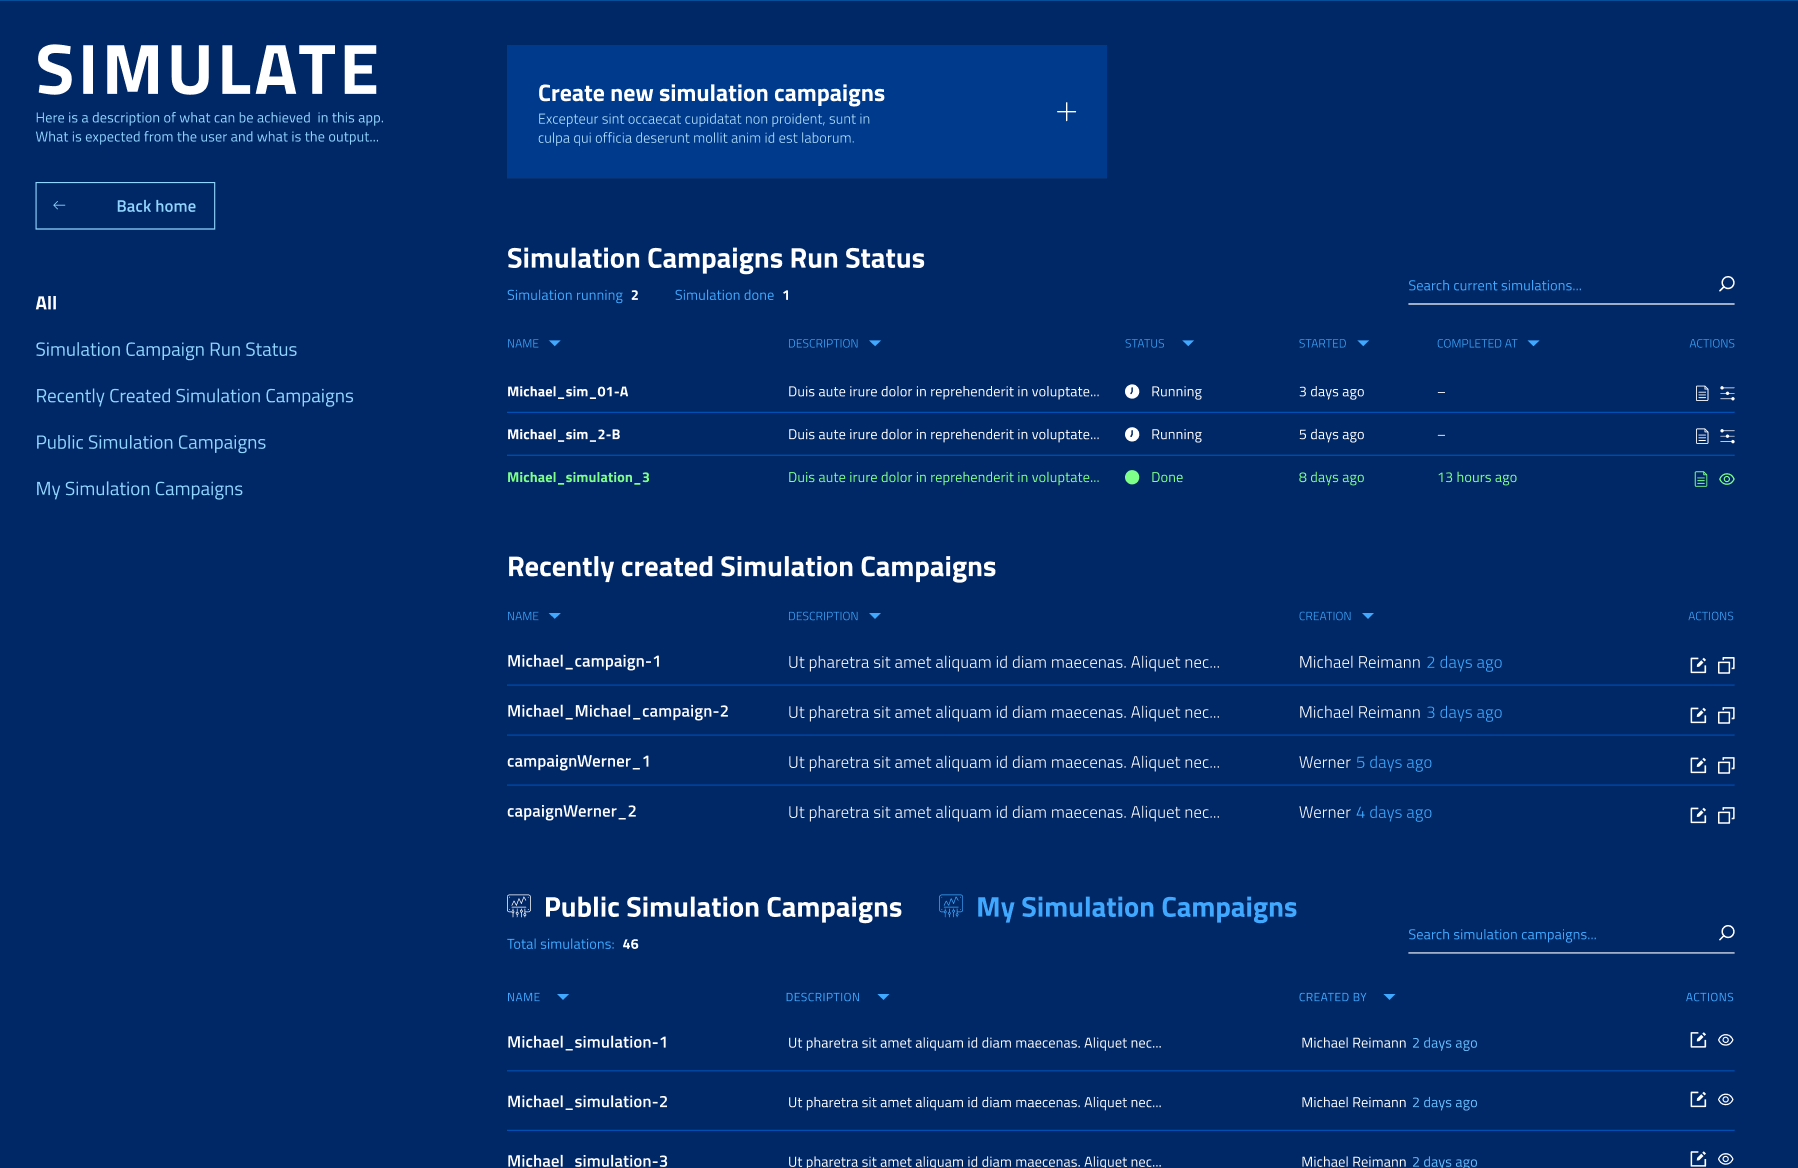 SIMULATE
Here is a description of what can be achieved  in this app.
What is expected from the user and what is the output...
Back home
All
Simulation Campaign Run Status
Recently Created Simulation Campaigns
Public Simulation Campaigns
My Simulation Campaigns
Create new simulation campaigns
Excepteur sint occaecat cupidatat non proident, sunt in
culpa qui officia deserunt mollit anim id est laborum.
Simulation Campaigns Run Status
Simulation running 2 Simulation done 1
Search current simulations...
NAME DESCRIPTION STATUS STARTED COMPLETED AT ACTIONS
Michael_sim_01-A Duis aute irure dolor in reprehenderit in voluptate... Running 3 days ago –
Michael_sim_2-B Duis aute irure dolor in reprehenderit in voluptate... Running 5 days ago –
Michael_simulation_3 Duis aute irure dolor in reprehenderit in voluptate... Done 8 days ago 13 hours ago
Recently created Simulation Campaigns
NAME DESCRIPTION CREATION ACTIONS
Michael_campaign-1 Ut pharetra sit amet aliquam id diam maecenas. Aliquet nec... Michael Reimann 2 days ago
Michael_Michael_campaign-2 Ut pharetra sit amet aliquam id diam maecenas. Aliquet nec... Michael Reimann 3 days ago
campaignWerner_1 Ut pharetra sit amet aliquam id diam maecenas. Aliquet nec... Werner 5 days ago
capaignWerner_2 Ut pharetra sit amet aliquam id diam maecenas. Aliquet nec... Werner 4 days ago
Public Simulation Campaigns My Simulation Campaigns
Total simulations: 46
Search simulation campaigns...
NAME DESCRIPTION CREATED BY ACTIONS
Michael_simulation-1 Ut pharetra sit amet aliquam id diam maecenas. Aliquet nec... Michael Reimann 2 days ago
Michael_simulation-2 Ut pharetra sit amet aliquam id diam maecenas. Aliquet nec... Michael Reimann 2 days ago
Michael_simulation-3 Ut pharetra sit amet aliquam id diam maecenas. Aliquet nec... Michael Reimann 2 days ago